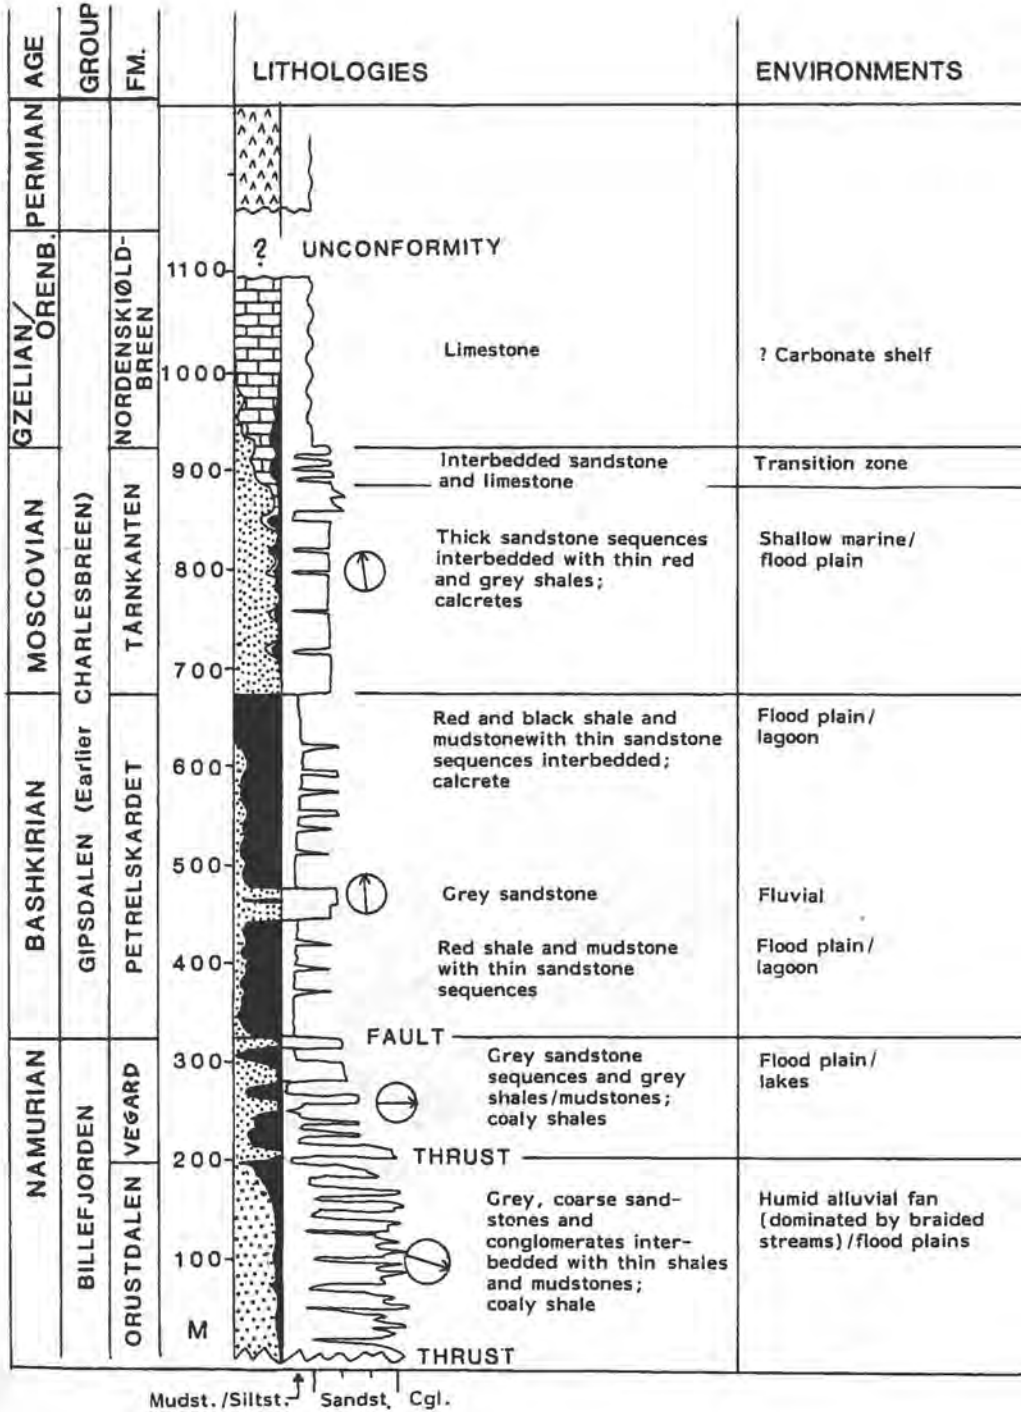 AGE
GROUP
FM.
LITHOLOGIES
ENVIRONMENTS
PERMIAN
GZELIAN/
ORENB.
NORDENSKIØLD-
BREEN
?
UNCONFORMITY
1100
Limestone
? Carbonate shelf
1000
MOSCOVIAN
GIPSDALEN (Earlier CHARLESBREEN)
TÅRNKANTEN
900
Interbedded sandstone
and limestone
Transition zone
Thick sandstone sequences
interbedded with thin red
and grey shales;
calcretes
Shallow marine/
flood plain
800
700
BASHKIRIAN
PETRELSKARDET
Red and black shale and
mudstonewith thin sandstone
sequences interbedded;
calcrete
Flood plain/
lagoon
600
500
Grey sandstone
Fluvial
Red shale and mudstone
with thin sandstone
sequences
Flood plain/
lagoon
400
FAULT
NAMURIAN
BILLEFJORDEN
VEGARD
300
Grey sandstone
sequences and grey
shales/mudstones;
coaly shales
Flood plain/
lakes
200
THRUST
ORUSTDALEN
Grey, coarse sand-
stones and
conglomerates inter-
bedded with thin shales
and mudstones;
coaly shale
Humid alluvial fan
(dominated by braided
streams)/flood plains
100
M
THRUST
Mudst./Siltst. Sandst. Cgl.